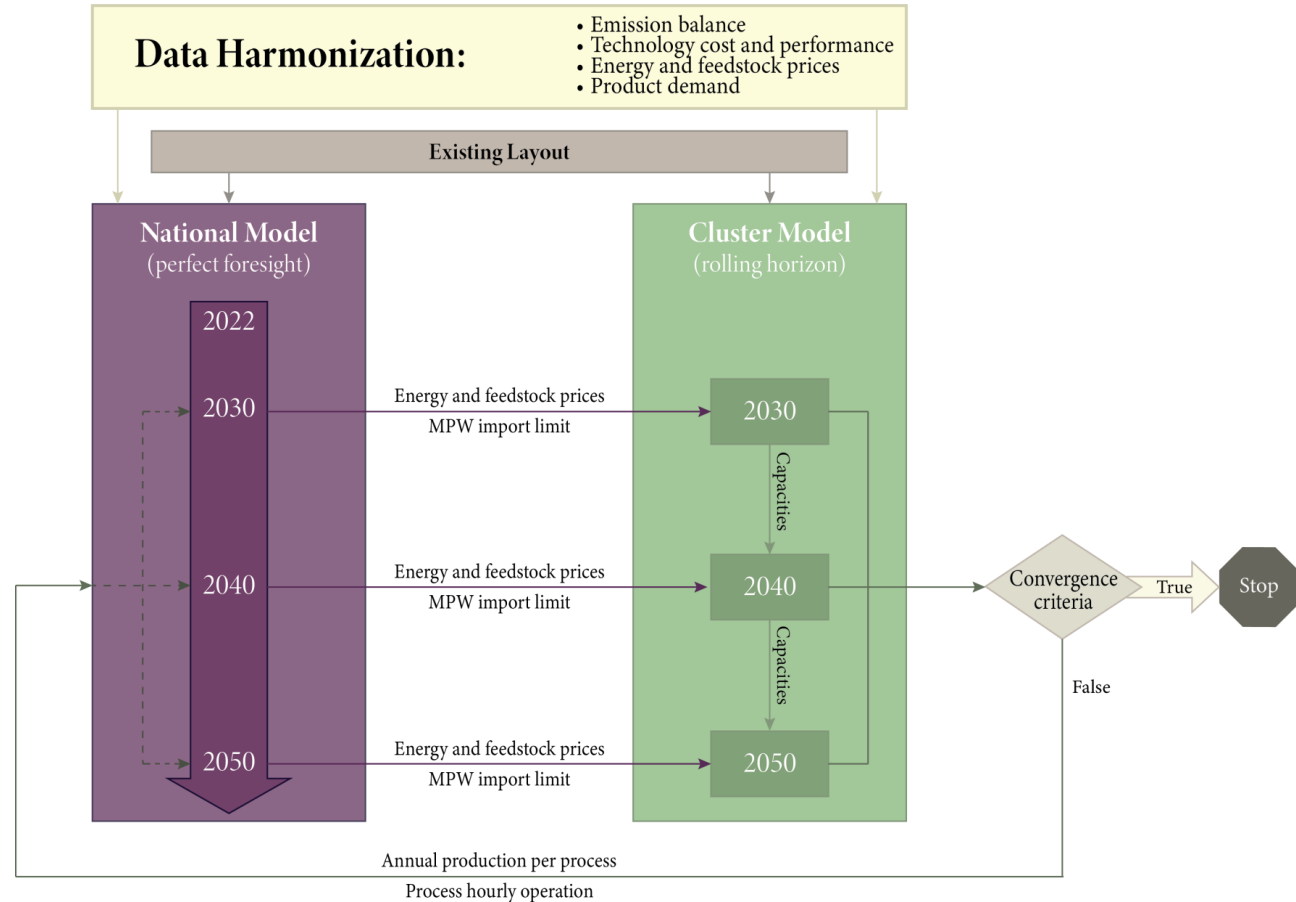 Data Harmonization:
• Emission balance
• Technology cost and performance
• Energy and feedstock prices
• Product demand
Existing Layout
National Model
(perfect foresight)
Cluster Model
(rolling horizon)
2022
2030
Energy and feedstock prices
MPW import limit
2030
Capacities
2040
Energy and feedstock prices
MPW import limit
2040
Convergence
criteria
True
Stop
Capacities
False
2050
Energy and feedstock prices
MPW import limit
2050
Annual production per process
Process hourly operation